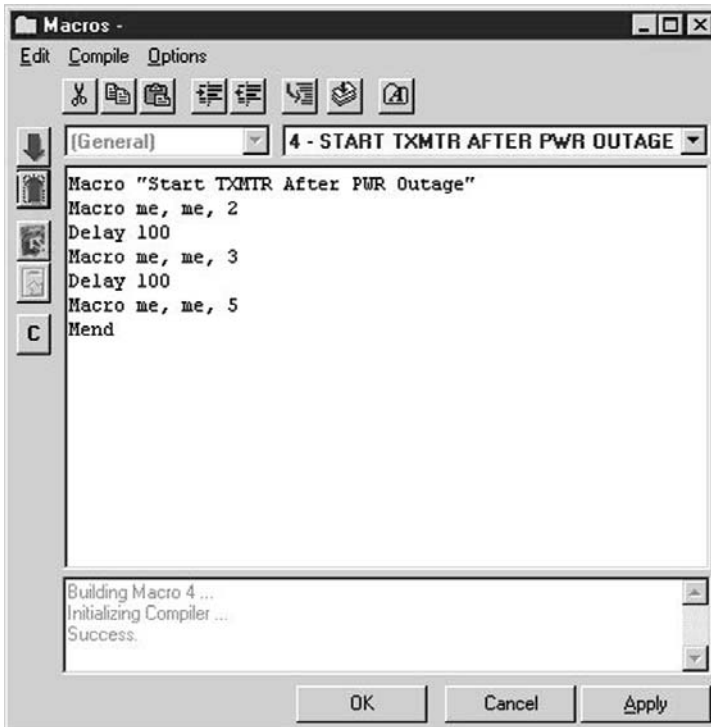 Macros -
Edit Compile Options
(General) 4 - START TXMTR AFTER PWR OUTAGE
Macro "Start TXMTR After PWR Outage"
Macro me, me, 2
Delay 100
Macro me, me, 3
Delay 100
Macro me, me, 5
C
Mend
Building Macro 4 ...
Initializing Compiler ...
Success.
OK Cancel Apply